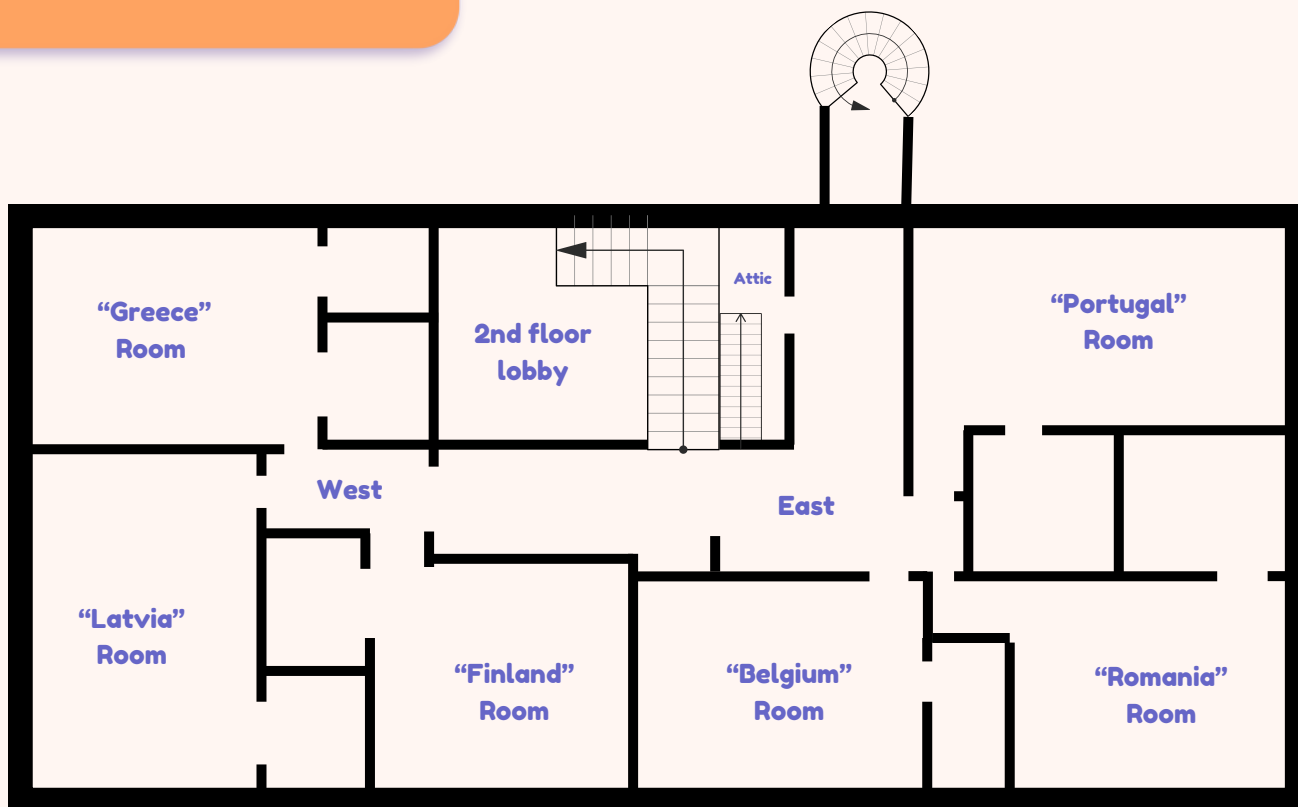 Attic
“Greece”
Room
2nd floor
lobby
“Portugal”
Room
West
East
“Latvia”
Room
“Finland”
Room
“Belgium”
Room
“Romania”
Room